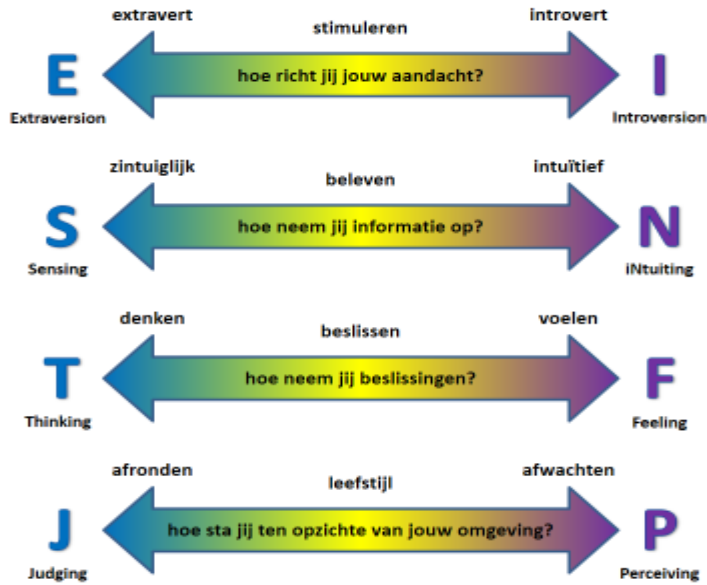 extravert
stimuleren
introvert
E
hoe richt jij jouw aandacht?
I
Extraversion
Introversion
zintuiglijk
beleven
intuïtief
S
hoe neem jij informatie op?
N
Sensing
iNtuiting
denken
beslissen
voelen
T
hoe neem jij beslissingen?
F
Thinking
Feeling
afronden
leefstijl
afwachten
J
hoe sta jij ten opzichte van jouw omgeving?
P
Judging
Perceiving